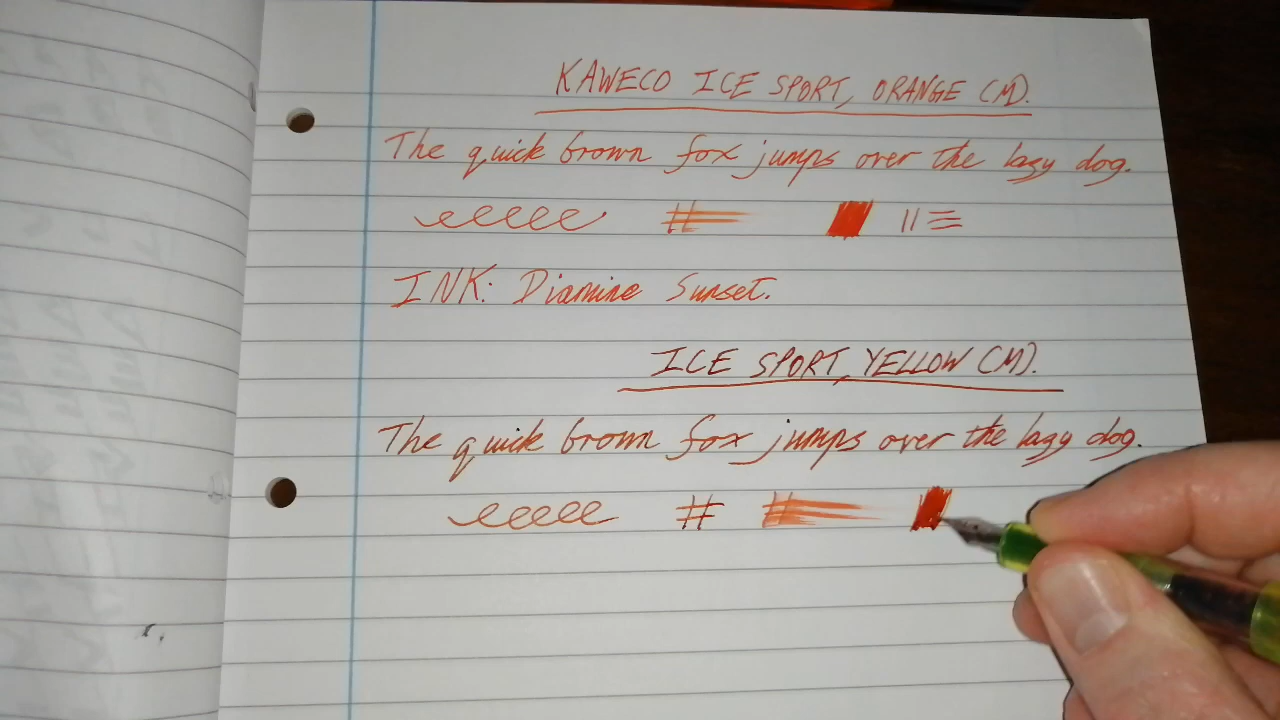 KAWECO ICE SPORT, ORANGE (M).
The quick brown fox jumps over the lazy dog.
INK: Diamine Sunset.
ICE SPORT, YELLOW (M).
The quick brown fox jumps over the lazy dog.